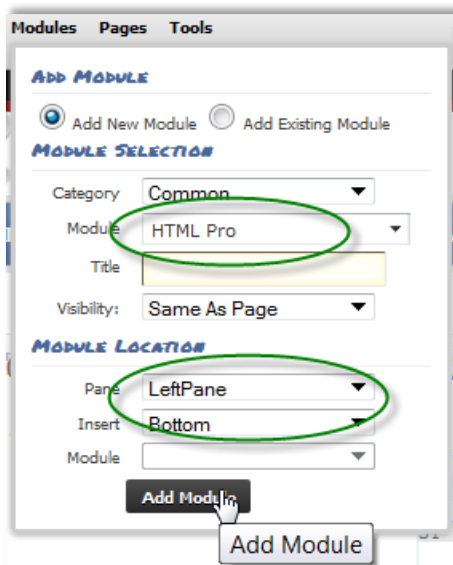 Modules Pages Tools
ADD MODULE
Add New Module Add Existing Module
MODULE SELECTION
Category Common
Module HTML Pro
Title
Visibility: Same As Page
MODULE LOCATION
Pane LeftPane
Insert Bottom
Module
Add Module
Add Module